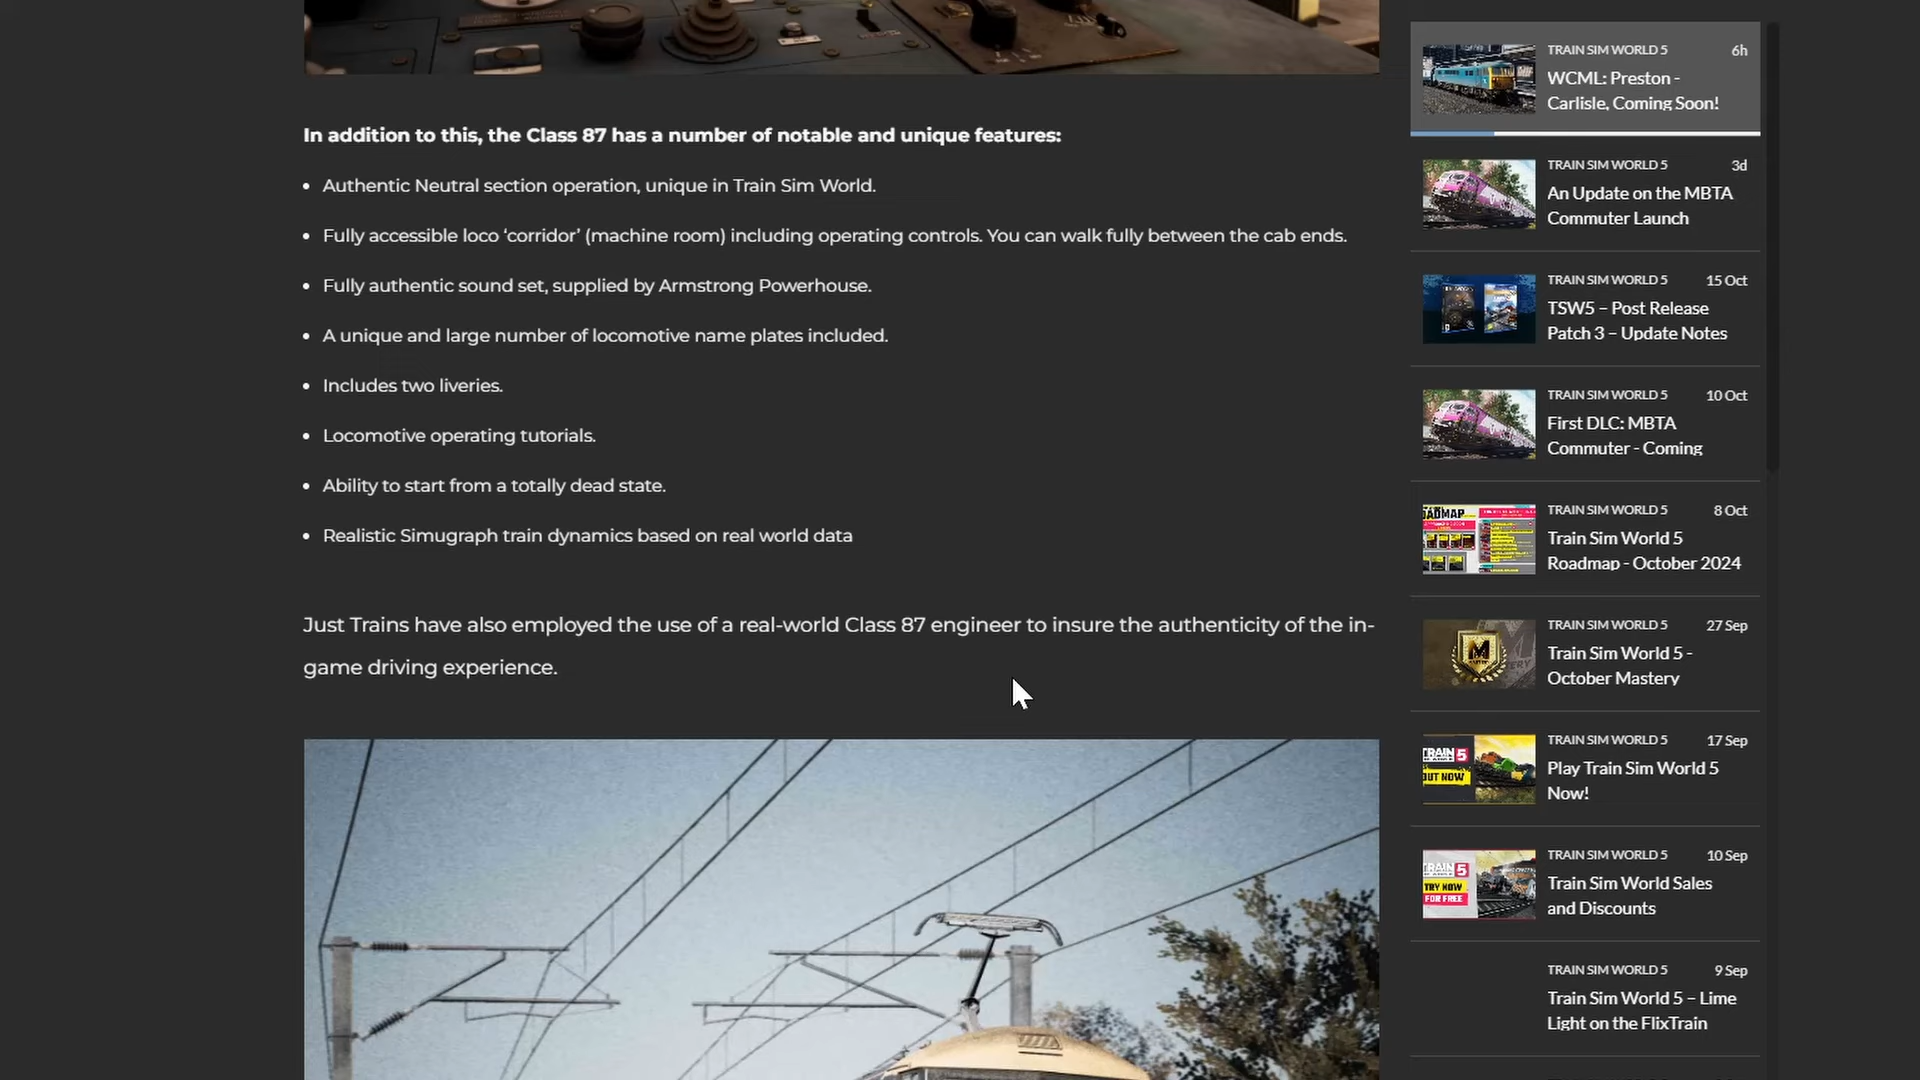 In addition to this, the Class 87 has a number of notable and unique features:
Authentic Neutral section operation, unique in Train Sim World.
Fully accessible loco ‘corridor’ (machine room) including operating controls. You can walk fully between the cab ends.
Fully authentic sound set, supplied by Armstrong Powerhouse.
A unique and large number of locomotive name plates included.
Includes two liveries.
Locomotive operating tutorials.
Ability to start from a totally dead state.
Realistic Simugraph train dynamics based on real world data
Just Trains have also employed the use of a real-world Class 87 engineer to insure the authenticity of the in-
game driving experience.
TRAIN SIM WORLD 5 6h
WCML: Preston -
Carlisle, Coming Soon!
TRAIN SIM WORLD 5 3d
An Update on the MBTA
Commuter Launch
TRAIN SIM WORLD 5 15 Oct
TSW5 – Post Release
Patch 3 – Update Notes
TRAIN SIM WORLD 5 10 Oct
First DLC: MBTA
Commuter - Coming
ROADMAP
TRAIN SIM WORLD 5 8 Oct
Train Sim World 5
Roadmap - October 2024
M
TRAIN SIM WORLD 5 27 Sep
Train Sim World 5 -
October Mastery
TRAIN 5
OUT NOW
TRAIN SIM WORLD 5 17 Sep
Play Train Sim World 5
Now!
TRAIN 5
TRY NOW
FOR FREE
TRAIN SIM WORLD 5 10 Sep
Train Sim World Sales
and Discounts
TRAIN SIM WORLD 5 9 Sep
Train Sim World 5 – Lime
Light on the FlixTrain